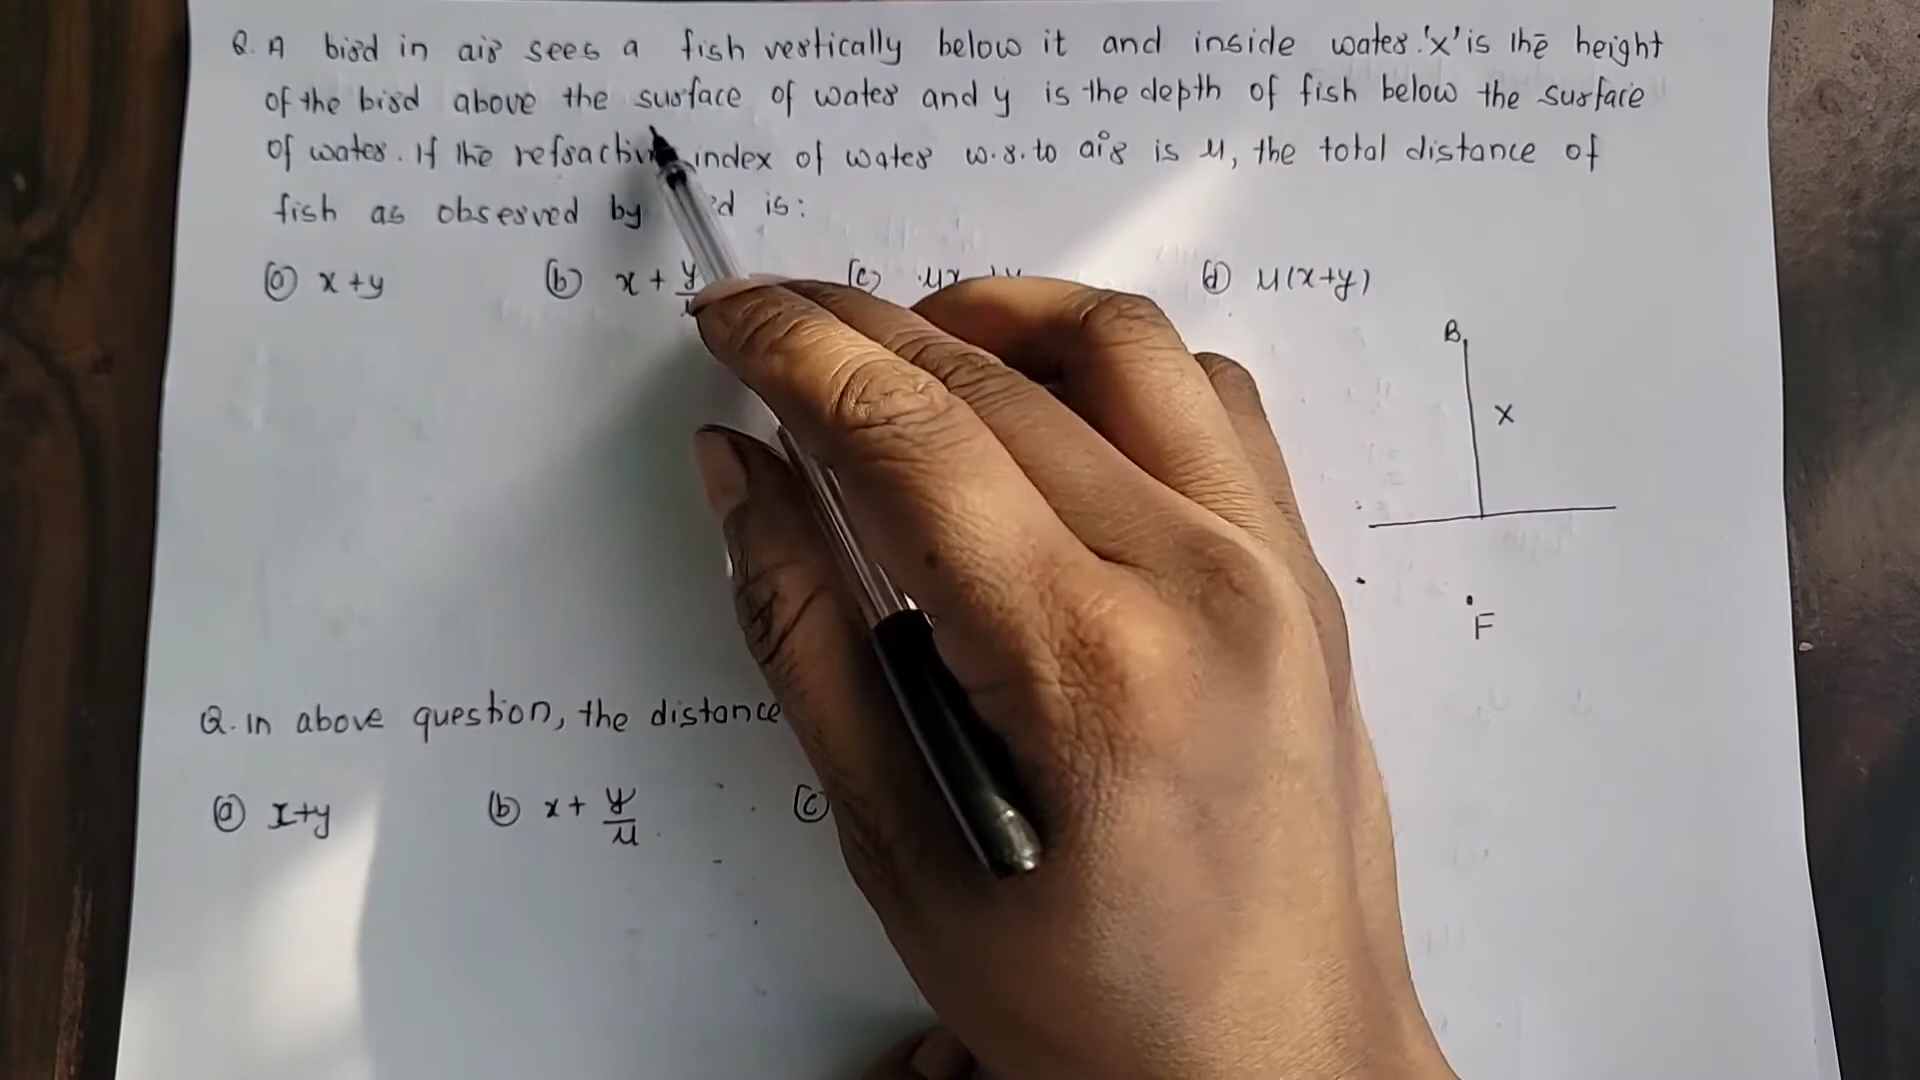 Q. A bird in air sees a fish vertically below it and inside water. 'x' is the height
of the bird above the surface of water and y is the depth of fish below the surface
of water. If the refractive index of water w.r.to air is μ, the total distance of
fish as observed by is:
(a) x+y (b) x + y (c) μx (d) μ(x+y)
B
x
F
Q. In above question, the distance
(a) x+y (b) x + y/μ (c)